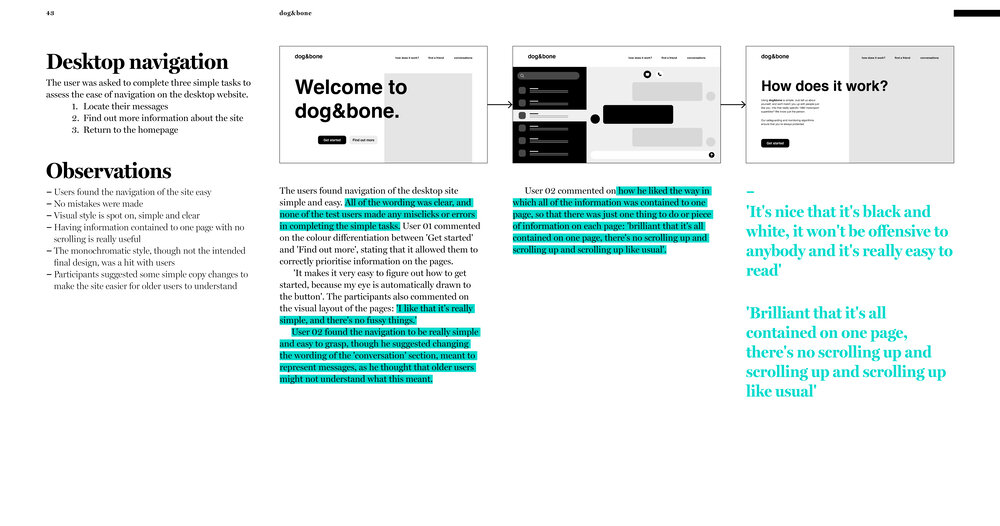 43
dog&bone
Desktop navigation
The user was asked to complete three simple tasks to
assess the ease of navigation on the desktop website.
1. Locate their messages
2. Find out more information about the site
3. Return to the homepage
Observations
– Users found the navigation of the site easy
– No mistakes were made
– Visual style is spot on, simple and clear
– Having information contained to one page with no
scrolling is really useful
– The monochromatic style, though not the intended
final design, was a hit with users
– Participants suggested some simple copy changes to
make the site easier for older users to understand
dog&bone
how does it work? find a friend conversations
Welcome to
dog&bone.
Get started Find out more
The users found navigation of the desktop site
simple and easy. All of the wording was clear, and
none of the test users made any misclicks or errors
in completing the simple tasks. User 01 commented
on the colour differentiation between 'Get started'
and 'Find out more', stating that it allowed them to
correctly prioritise information on the pages.
'It makes it very easy to figure out how to get
started, because my eye is automatically drawn to
the button'. The participants also commented on
the visual layout of the pages: 'I like that it's really
simple, and there's no fussy things.'
User 02 found the navigation to be really simple
and easy to grasp, though he suggested changing
the wording of the 'conversation' section, meant to
represent messages, as he thought that older users
might not understand what this meant.
dog&bone
how does it work? find a friend conversations
User 02 commented on how he liked the way in
which all of the information was contained to one
page, so that there was just one thing to do or piece
of information on each page: 'brilliant that it's all
contained on one page, there's no scrolling up and
scrolling up and scrolling up like usual'.
dog&bone
how does it work? find a friend conversations
How does it work?
Get started
–
'It's nice that it's black and
white, it won't be offensive to
anybody and it's really easy to
read'
'Brilliant that it's all
contained on one page,
there's no scrolling up and
scrolling up and scrolling up
like usual'